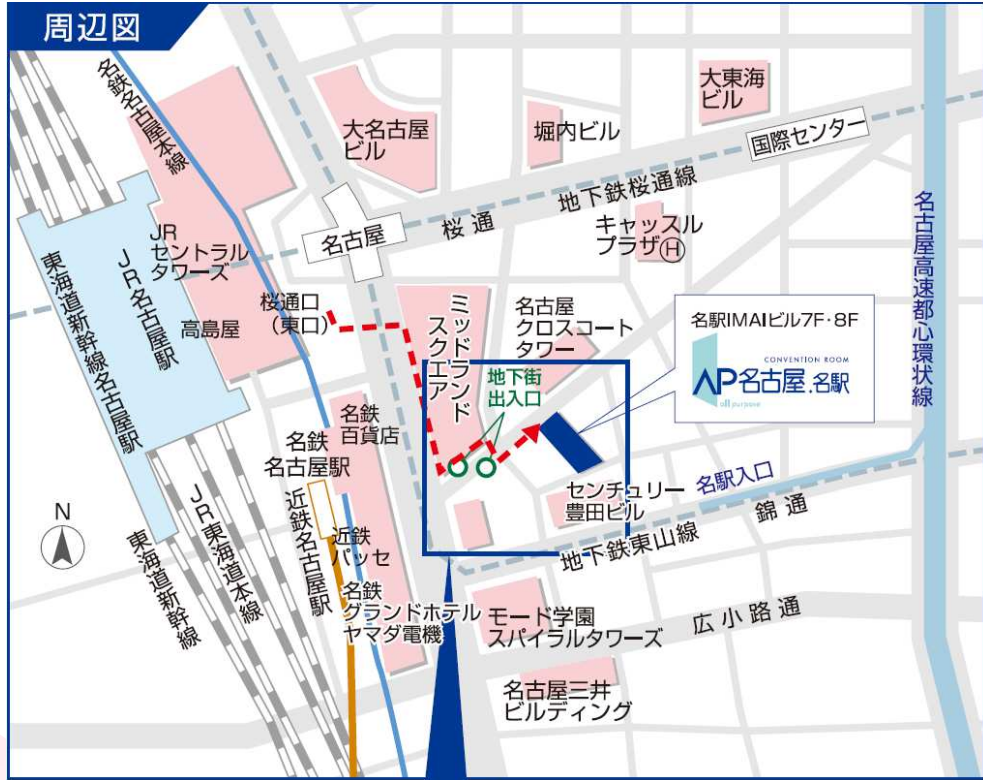 周辺図
名鉄名古屋本線
大名古屋
ビル
堀内ビル
大東海
ビル
国際センター
地下鉄桜通線
桜通
名古屋
キャッスル
プラザH
名古屋高速都心環状線
JR
セントラル
タワーズ
JR名古屋駅
東海道新幹線名古屋駅
高島屋
桜通口
(東口)
ミッドランド
スクエア
名古屋
クロスコート
タワー
名駅IMAIビル7F・8F
CONVENTION ROOM
AP名古屋.名駅
all purpose
地下街
出入口
名鉄
百貨店
名鉄
名古屋駅
近鉄名古屋駅
近鉄
パッセ
センチュリー
豊田ビル
名駅入口
錦通
地下鉄東山線
N
東海道新幹線
JR東海道本線
名鉄
グランドホテル
ヤマダ電機
モード学園
スパイラルタワーズ
広小路通
名古屋三井
ビルディング